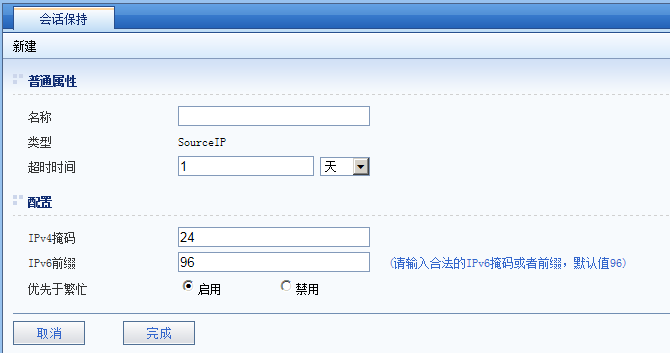 会话保持
新建
普通属性
名称
类型 SourceIP
超时时间 1 天
配置
IPv4掩码 24
IPv6前缀 96 (请输入合法的IPv6掩码或者前缀，默认值96)
优先于繁忙 启用 禁用
取消 完成